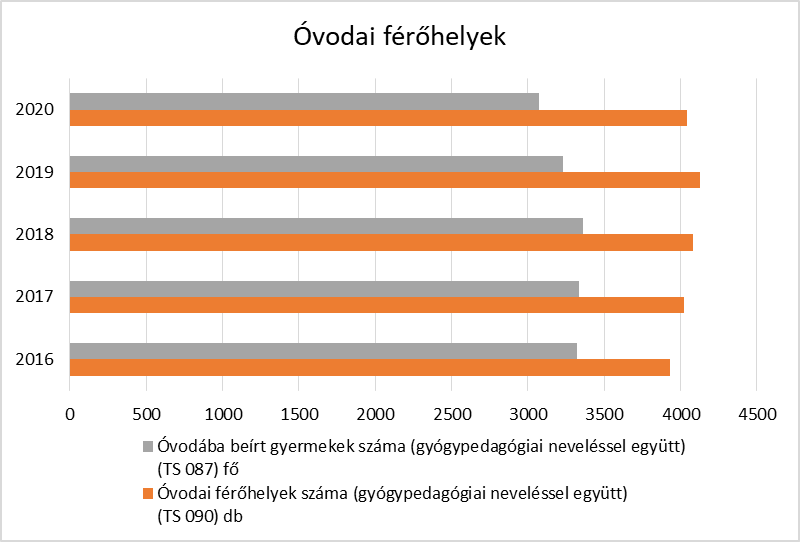 Óvodai férőhelyek
2020
2019
2018
2017
2016
0 500 1000 1500 2000 2500 3000 3500 4000 4500
Óvodába beírt gyermekek száma (gyógypedagógiai neveléssel együtt)
(TS 087) fő
Óvodai férőhelyek száma (gyógypedagógiai neveléssel együtt)
(TS 090) db